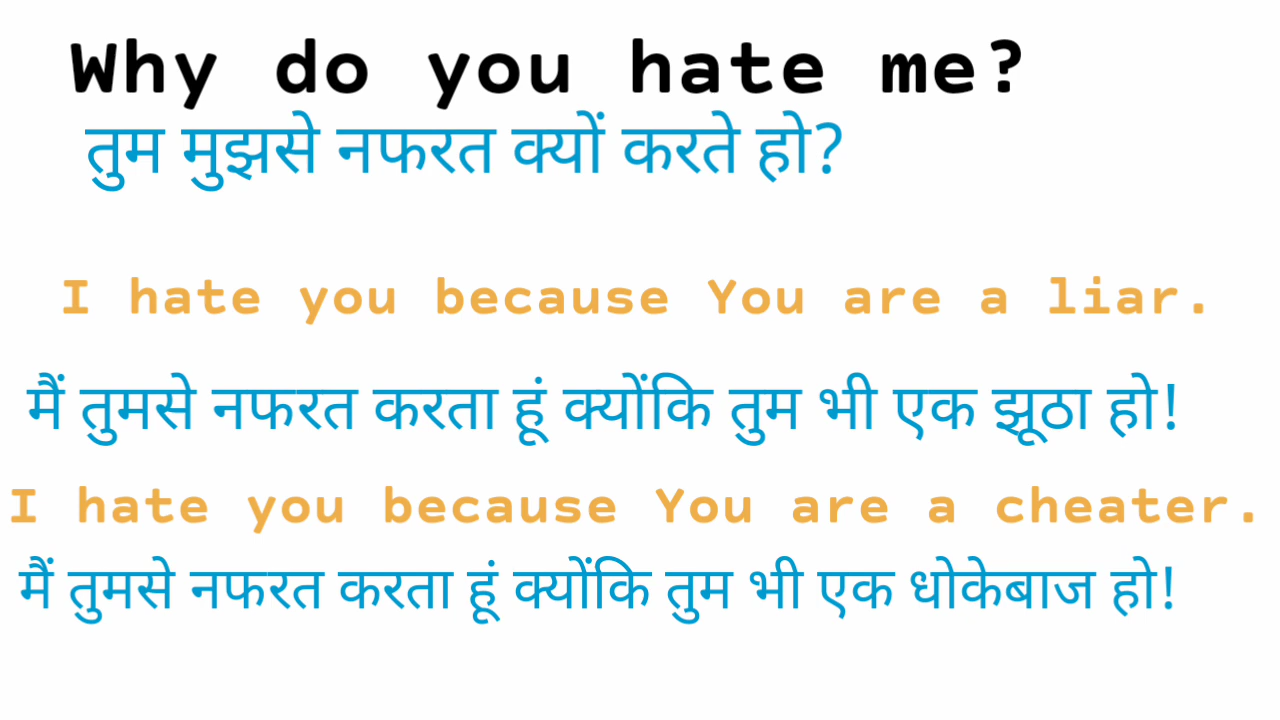 Why do you hate me?
तुम मुझसे नफरत क्यों करते हो?
I hate you because You are a liar.
मैं तुमसे नफरत करता हूं क्योंकि तुम भी एक झूठा हो!
I hate you because You are a cheater.
मैं तुमसे नफरत करता हूं क्योंकि तुम भी एक धोकेबाज हो!